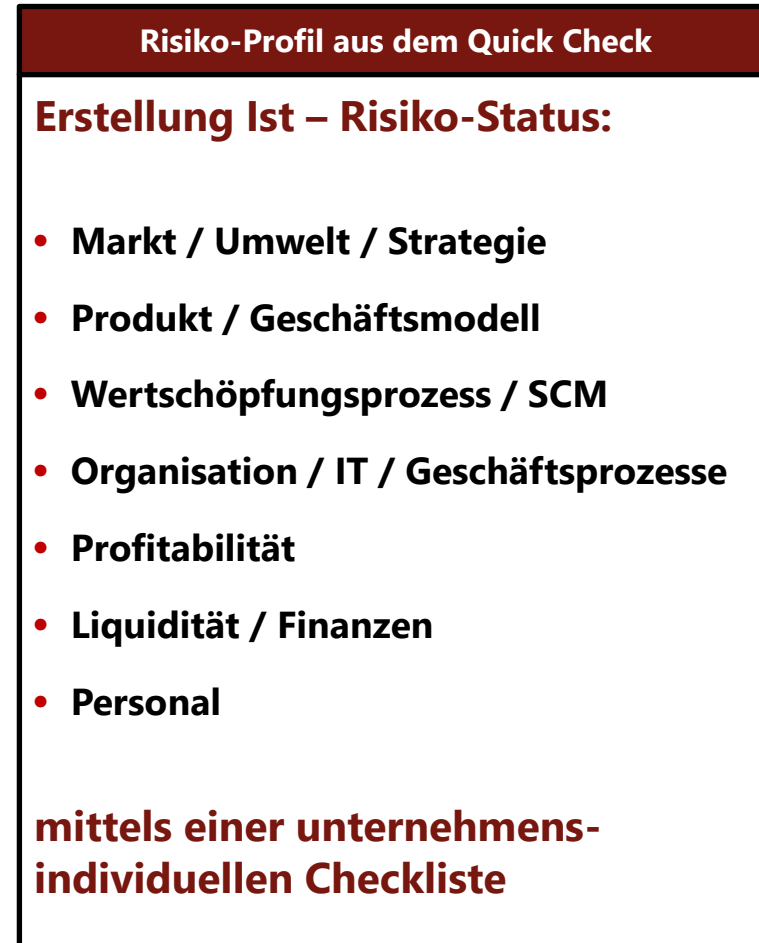 Risiko-Profil aus dem Quick Check
Erstellung Ist – Risiko-Status:
• Markt / Umwelt / Strategie
• Produkt / Geschäftsmodell
• Wertschöpfungsprozess / SCM
• Organisation / IT / Geschäftsprozesse
• Profitabilität
• Liquidität / Finanzen
• Personal
mittels einer unternehmens-
individuellen Checkliste